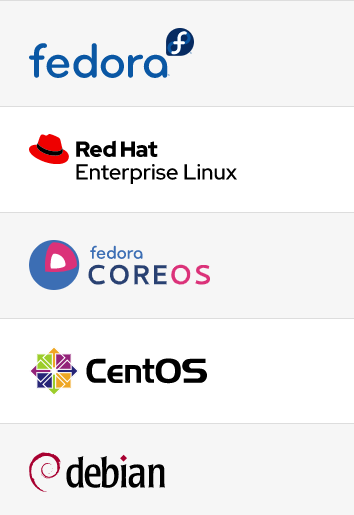 fedora
Red Hat
Enterprise Linux
fedora
COREOS
CentOS
debian